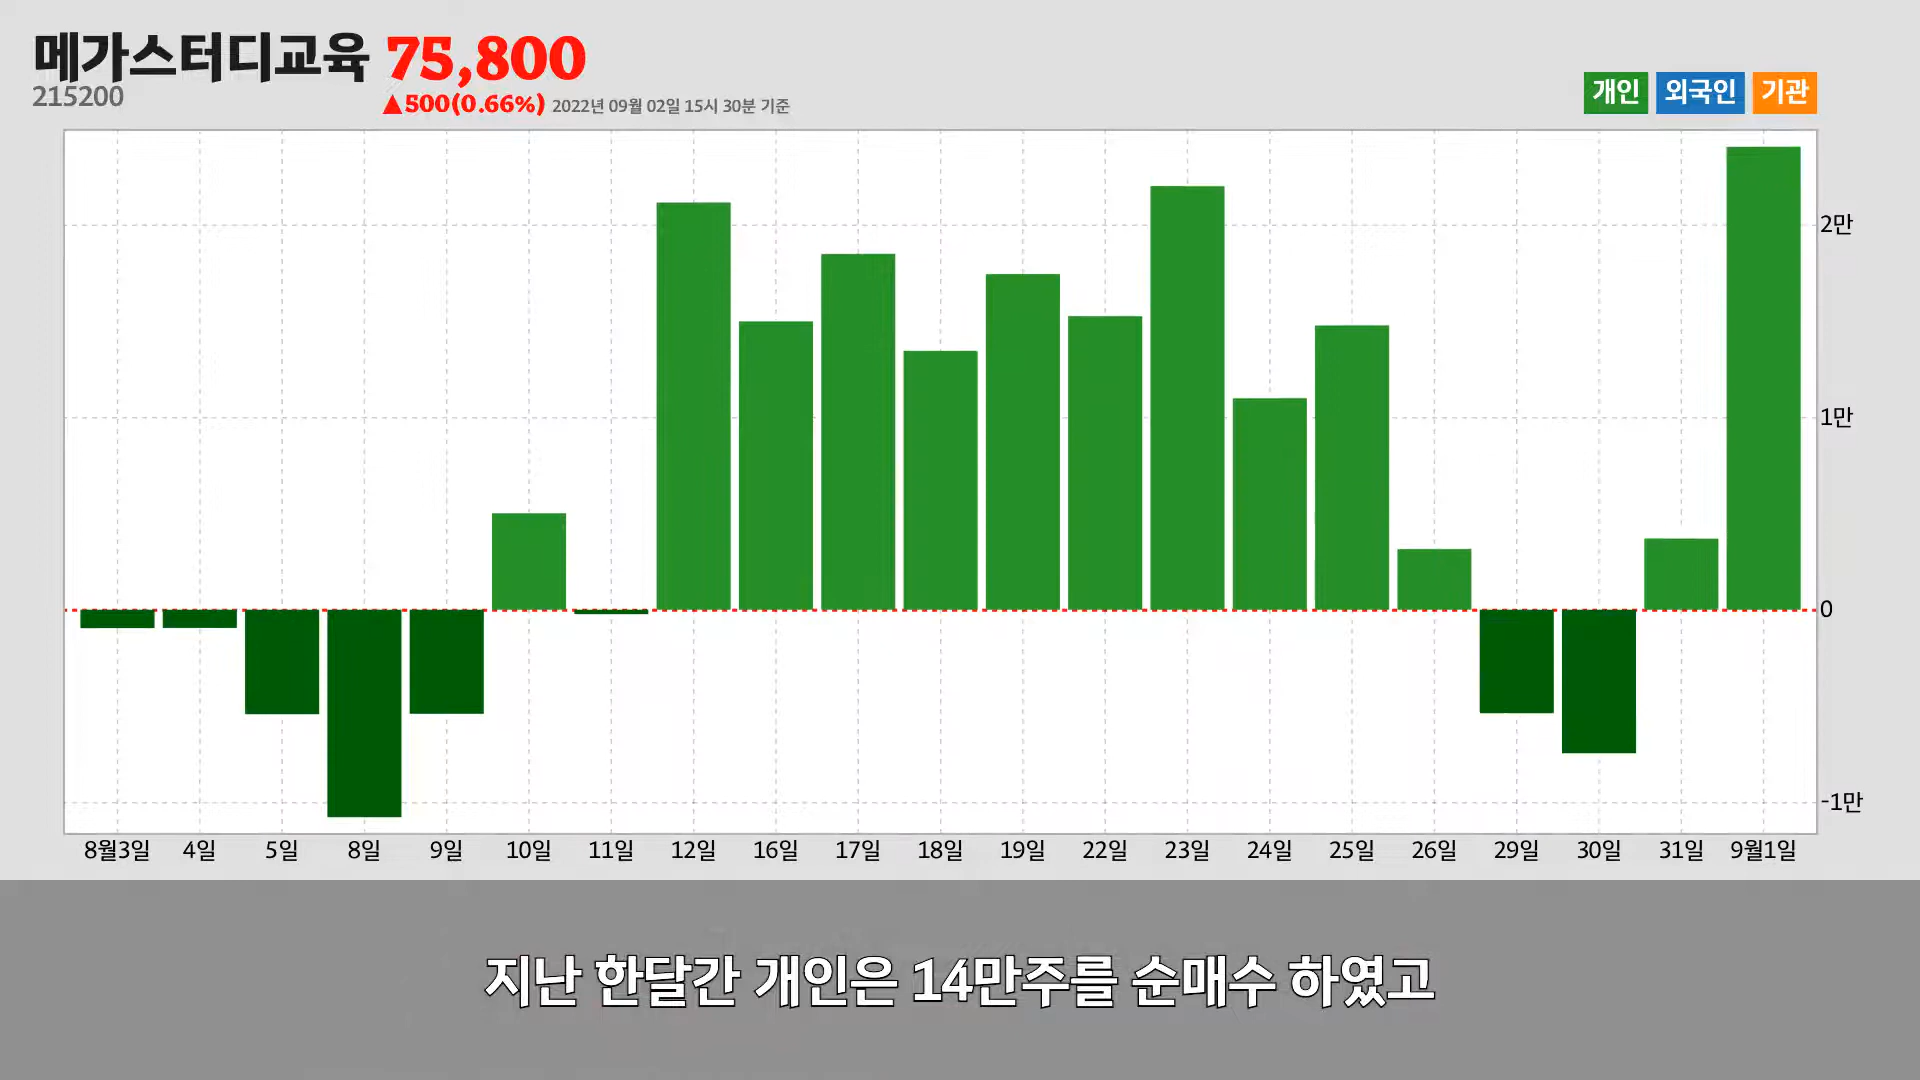 메가스터디교육 75,800
215200
▲500(0.66%) 2022년 09월 02일 15시 30분 기준
개인 외국인 기관
2만
1만
0
-1만
8월3일 4일 5일 8일 9일 10일 11일 12일 16일 17일 18일 19일 22일 23일 24일 25일 26일 29일 30일 31일 9월1일
지난 한달간 개인은 14만주를 순매수 하였고